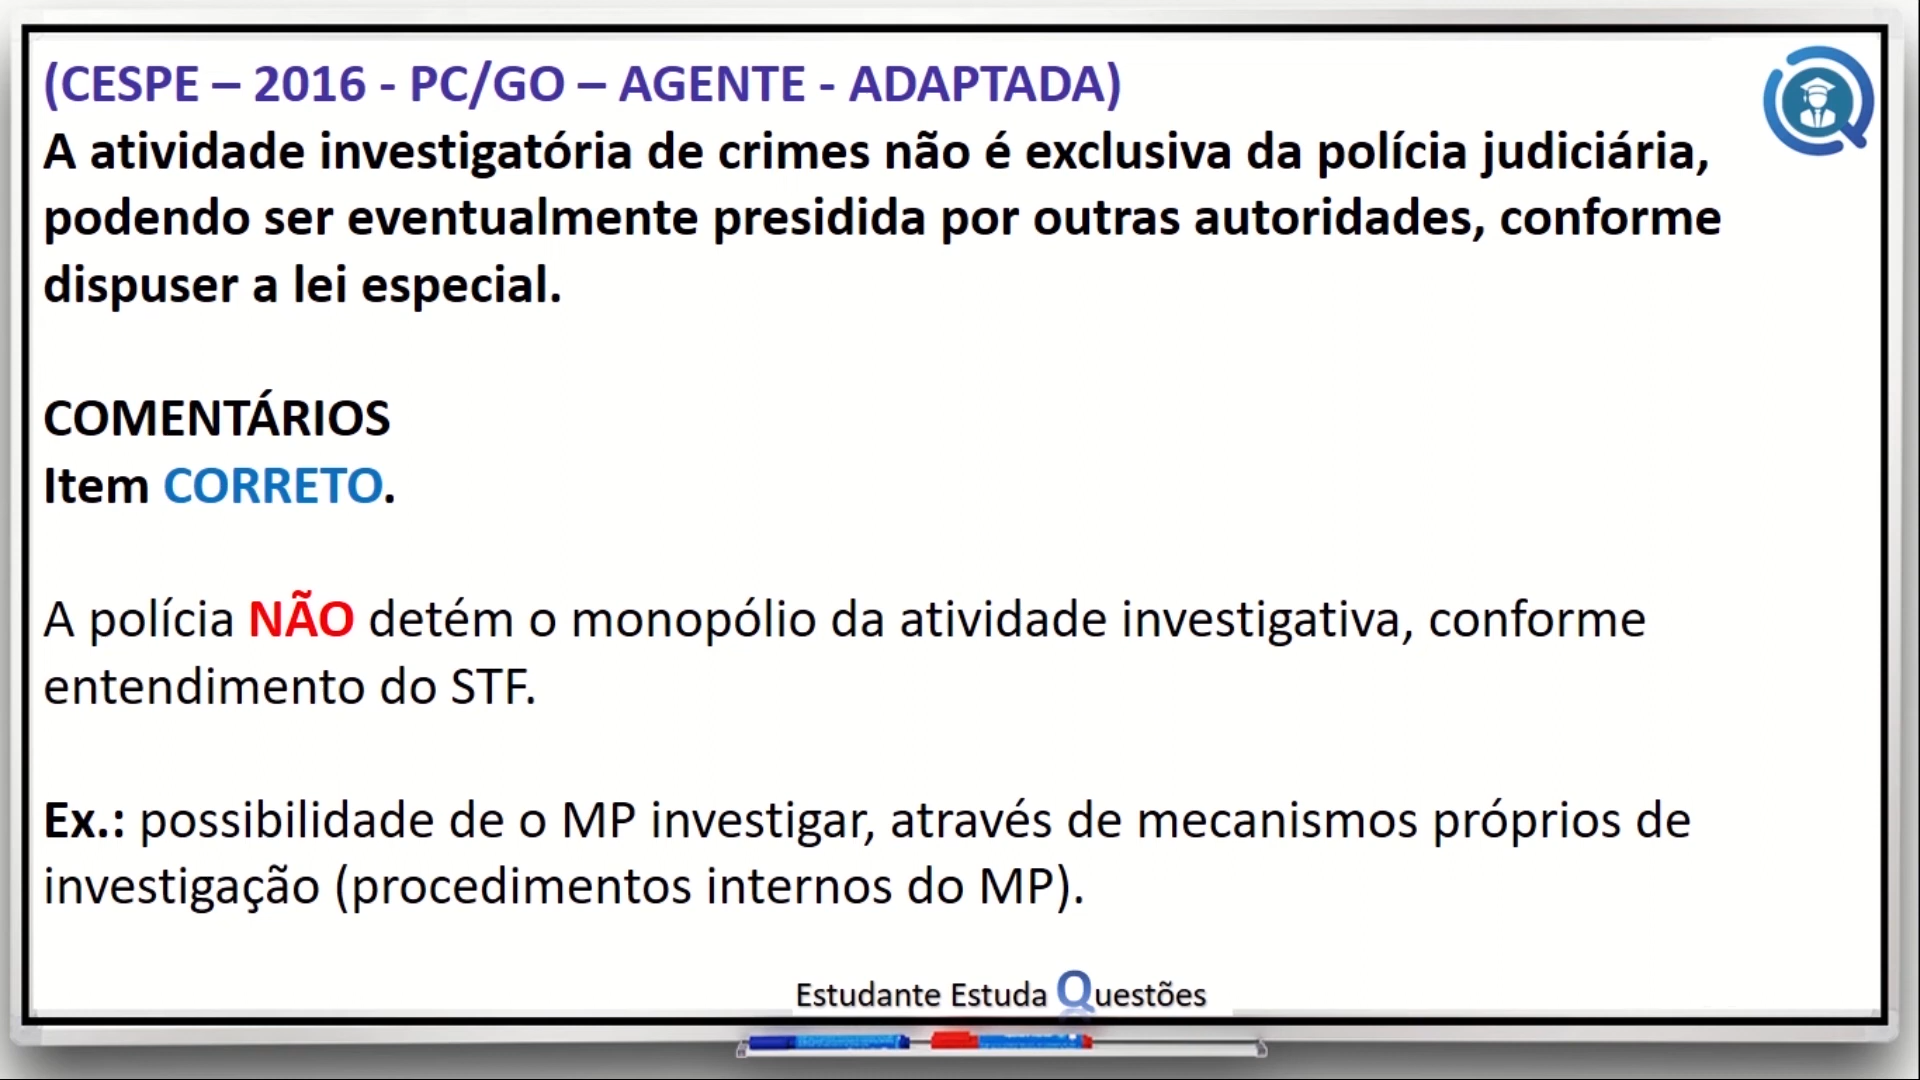 (CESPE – 2016 - PC/GO – AGENTE - ADAPTADA)
A atividade investigatória de crimes não é exclusiva da polícia judiciária,
podendo ser eventualmente presidida por outras autoridades, conforme
dispuser a lei especial.
COMENTÁRIOS
Item CORRETO.
A polícia NÃO detém o monopólio da atividade investigativa, conforme
entendimento do STF.
Ex.: possibilidade de o MP investigar, através de mecanismos próprios de
investigação (procedimentos internos do MP).
Estudante Estuda Questões